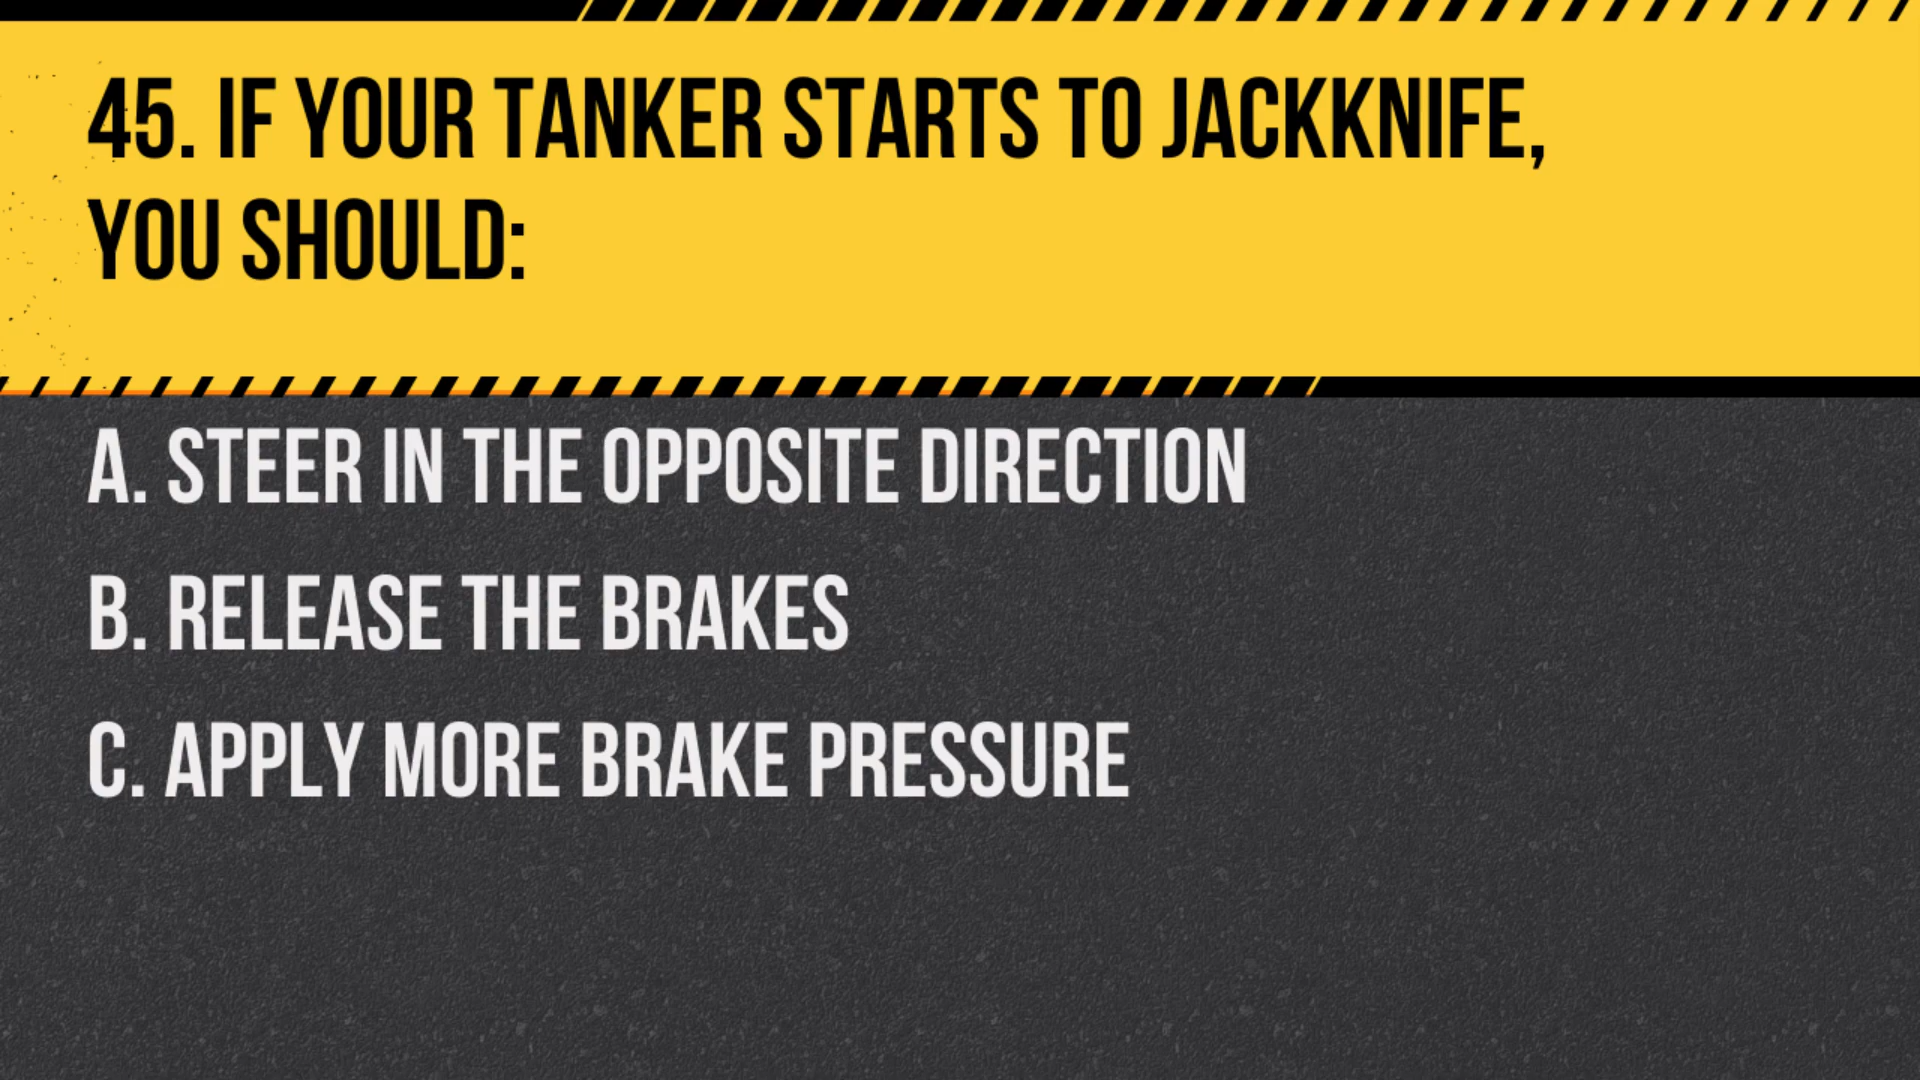 45. IF YOUR TANKER STARTS TO JACKKNIFE,
YOU SHOULD:
A. STEER IN THE OPPOSITE DIRECTION
B. RELEASE THE BRAKES
C. APPLY MORE BRAKE PRESSURE